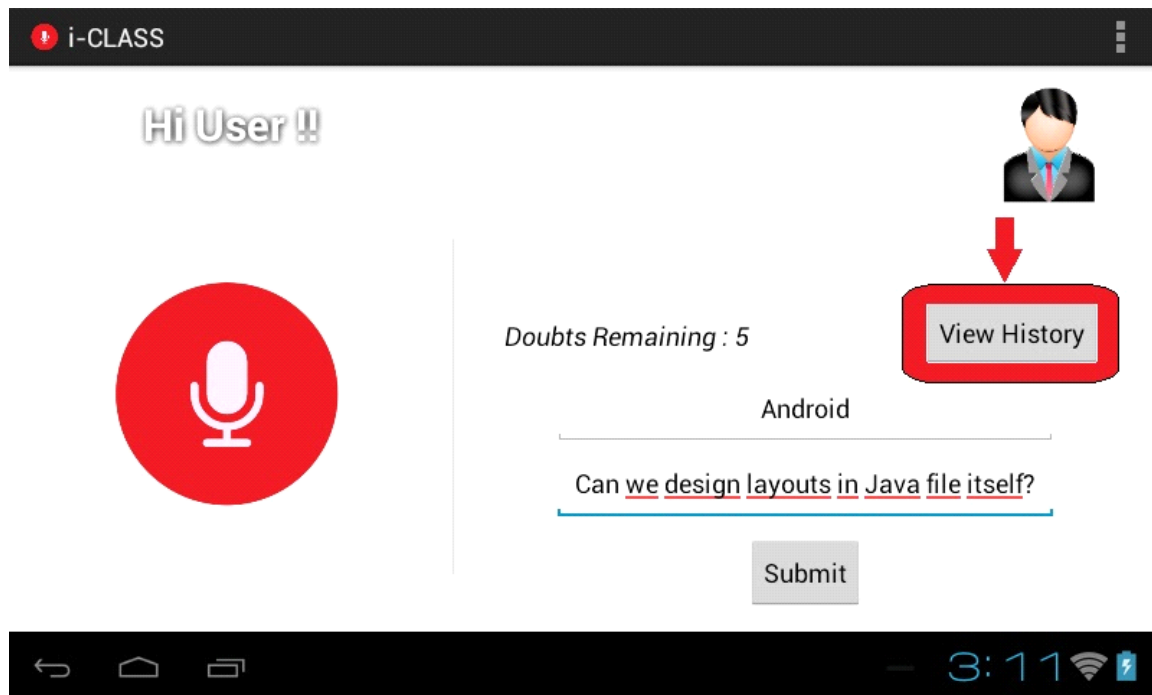 i-CLASS
Hi User !!
Doubts Remaining : 5
View History
Android
Can we design layouts in Java file itself?
Submit
3:11